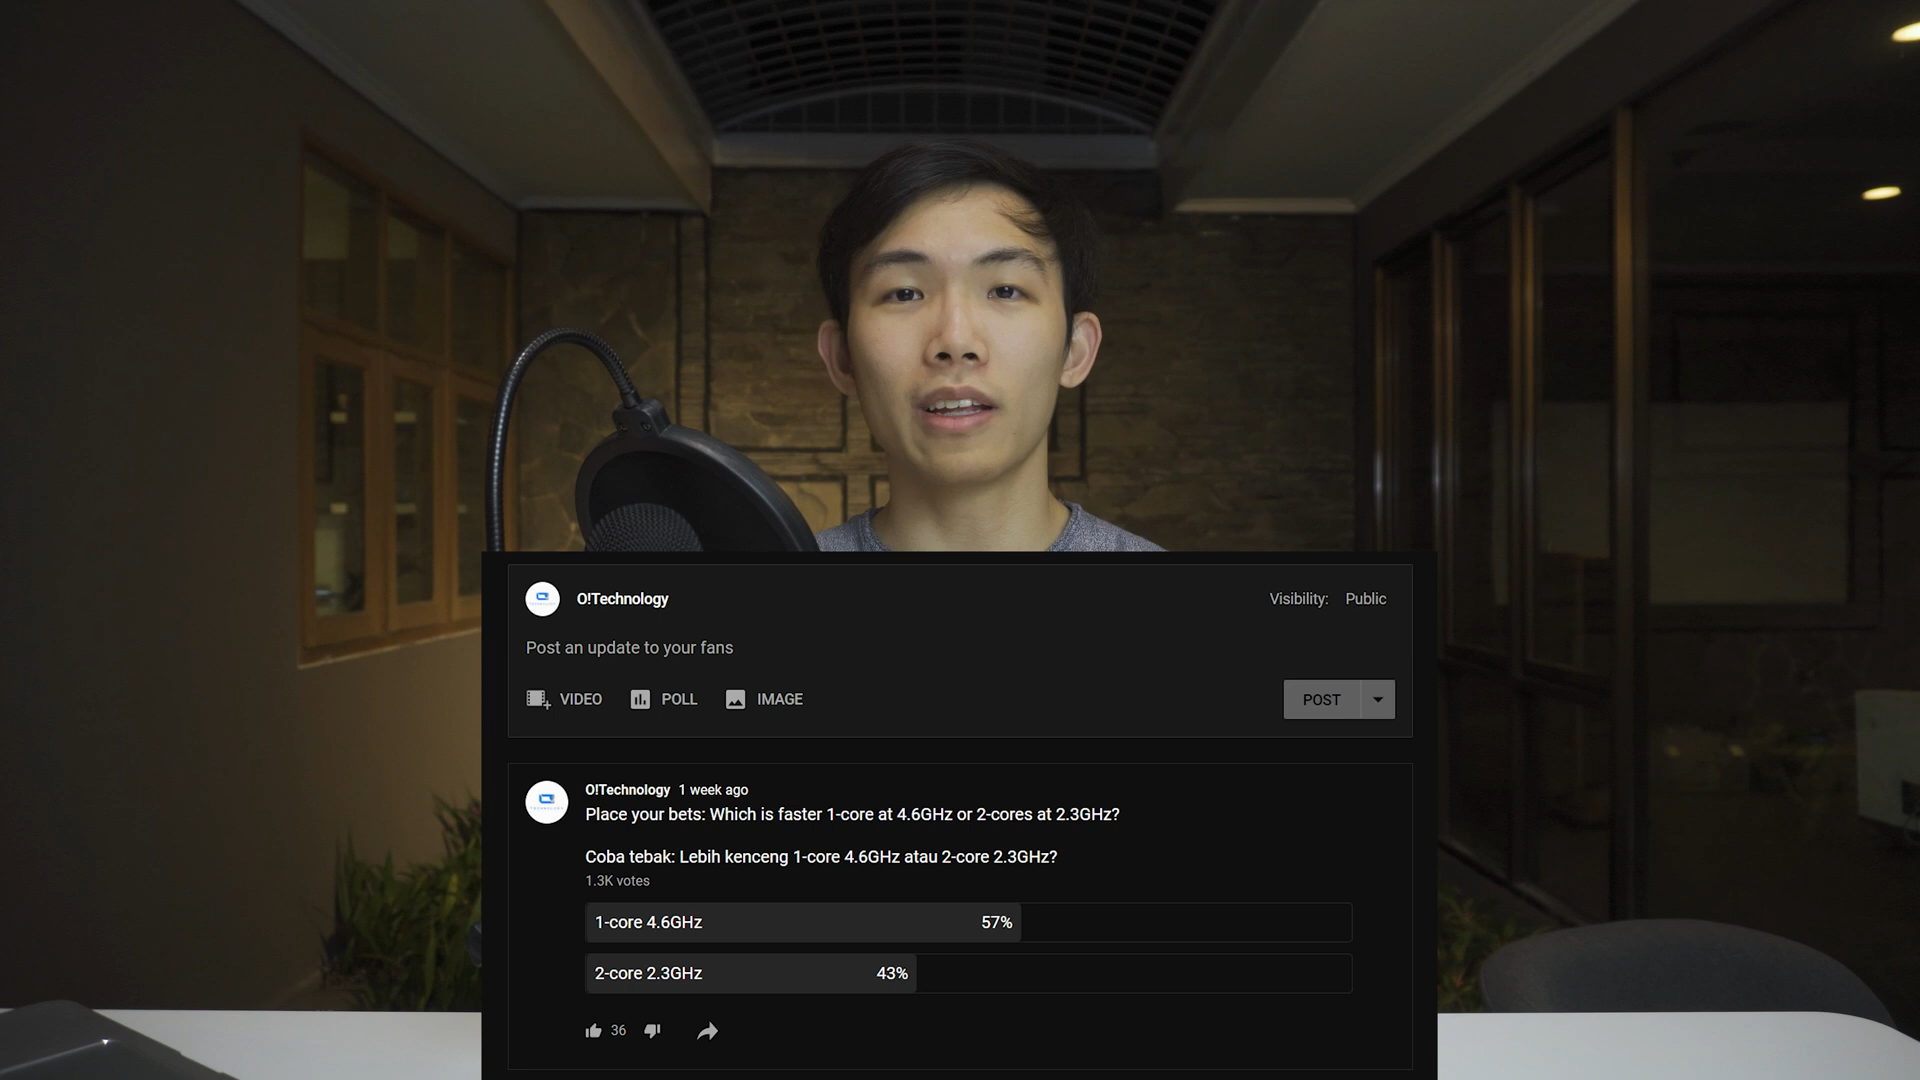 O!Technology
Visibility: Public
Post an update to your fans
VIDEO POLL IMAGE
POST
O!Technology 1 week ago
Place your bets: Which is faster 1-core at 4.6GHz or 2-cores at 2.3GHz?
Coba tebak: Lebih kenceng 1-core 4.6GHz atau 2-core 2.3GHz?
1.3K votes
1-core 4.6GHz 57%
2-core 2.3GHz 43%
36